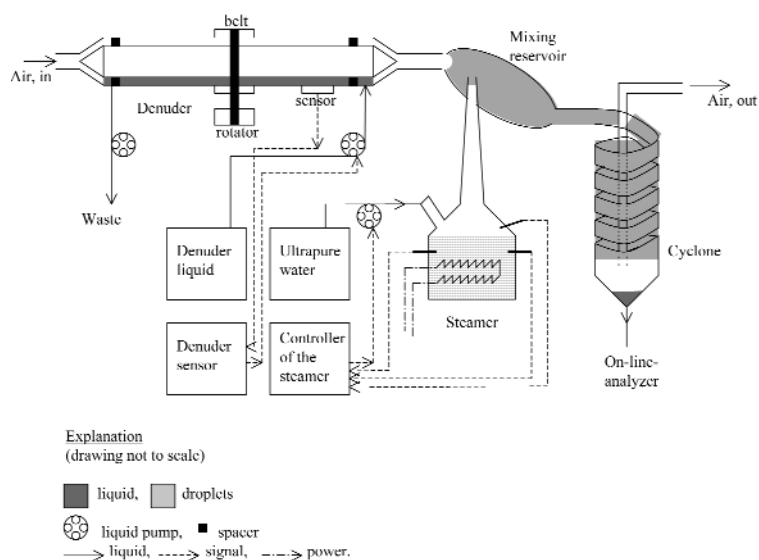 belt
Mixing
reservoir
Air, in
Air, out
Denuder
sensor
rotator
Waste
Denuder
liquid
Ultrapure
water
Cyclone
Steamer
Denuder
sensor
Controller
of the
steamer
On-line-
analyzer
Explanation
(drawing not to scale)
liquid, droplets
liquid pump, spacer
liquid, signal, power.